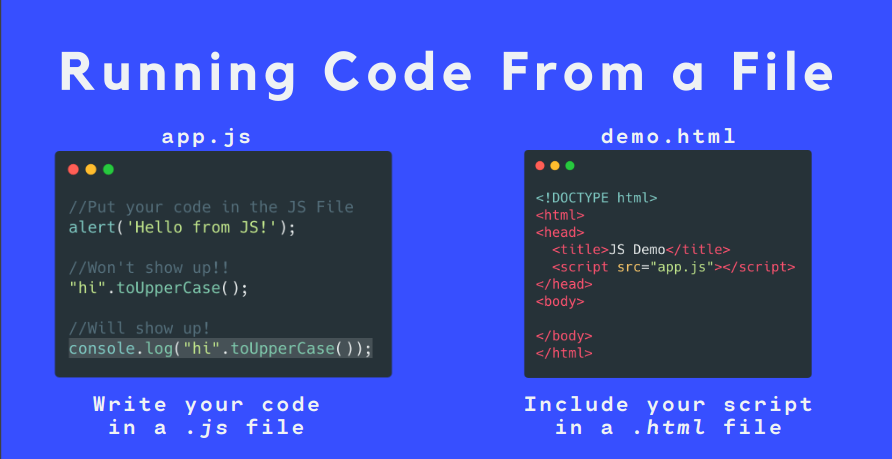 Running Code From a File
app.js
//Put your code in the JS File
alert('Hello from JS!');
//Won't show up!!
"hi".toUpperCase();
//Will show up!
console.log("hi".toUpperCase());
Write your code
in a .js file
demo.html
<!DOCTYPE html>
<html>
<head>
  <title>JS Demo</title>
  <script src="app.js"></script>
</head>
<body>
</body>
</html>
Include your script
in a .html file